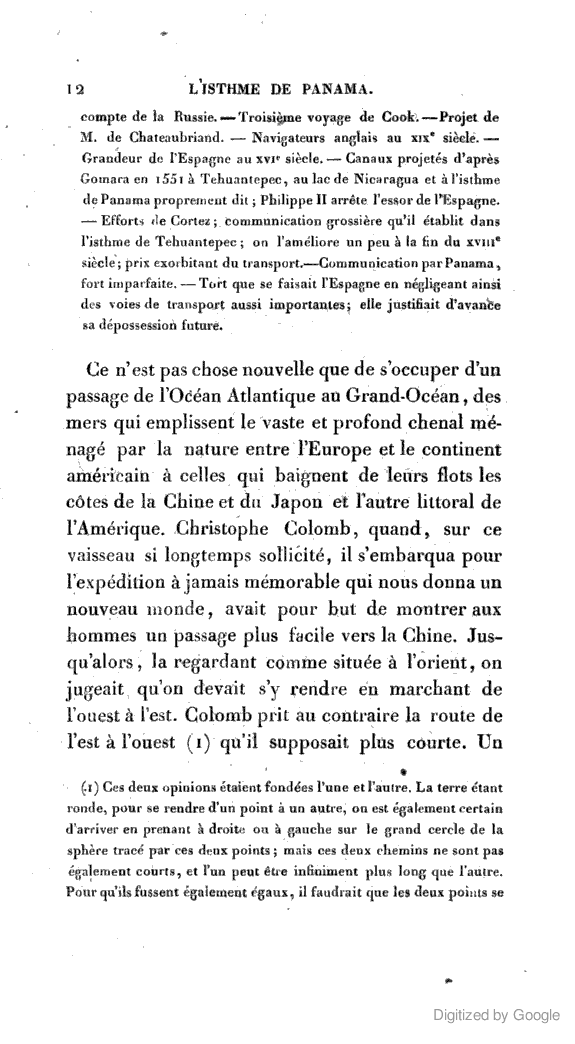 12 L'ISTHME DE PANAMA.
compte de la Russie. — Troisième voyage de Cook. — Projet de
M. de Chateaubriand. — Navigateurs anglais au XIXe siècle. —
Grandeur de l'Espagne au XVIe siècle. — Canaux projetés d'après
Gomara en 1551 à Tehuantepec, au lac de Nicaragua et à l'isthme
de Panama proprement dit ; Philippe II arrête l'essor de l'Espagne.
— Efforts de Cortez ; communication grossière qu'il établit dans
l'isthme de Tehuantepec ; on l'améliore un peu à la fin du XVIIIe
siècle ; prix exorbitant du transport. — Communication par Panama,
fort imparfaite. — Tort que se faisait l'Espagne en négligeant ainsi
des voies de transport aussi importantes ; elle justifiait d'avance
sa dépossession future.
Ce n'est pas chose nouvelle que de s'occuper d'un
passage de l'Océan Atlantique au Grand-Océan, des
mers qui emplissent le vaste et profond chenal mé-
nagé par la nature entre l'Europe et le continent
américain à celles qui baignent de leurs flots les
côtes de la Chine et du Japon et l'autre littoral de
l'Amérique. Christophe Colomb, quand, sur ce
vaisseau si longtemps sollicité, il s'embarqua pour
l'expédition à jamais mémorable qui nous donna un
nouveau monde, avait pour but de montrer aux
hommes un passage plus facile vers la Chine. Jus-
qu'alors, la regardant comme située à l'orient, on
jugeait qu'on devait s'y rendre en marchant de
l'ouest à l'est. Colomb prit au contraire la route de
l'est à l'ouest (1) qu'il supposait plus courte. Un
(1) Ces deux opinions étaient fondées l'une et l'autre. La terre étant
ronde, pour se rendre d'un point à un autre, on est également certain
d'arriver en prenant à droite ou à gauche sur le grand cercle de la
sphère tracé par ces deux points ; mais ces deux chemins ne sont pas
également courts, et l'un peut être infiniment plus long que l'autre.
Pour qu'ils fussent également égaux, il faudrait que les deux points se
Digitized by Google